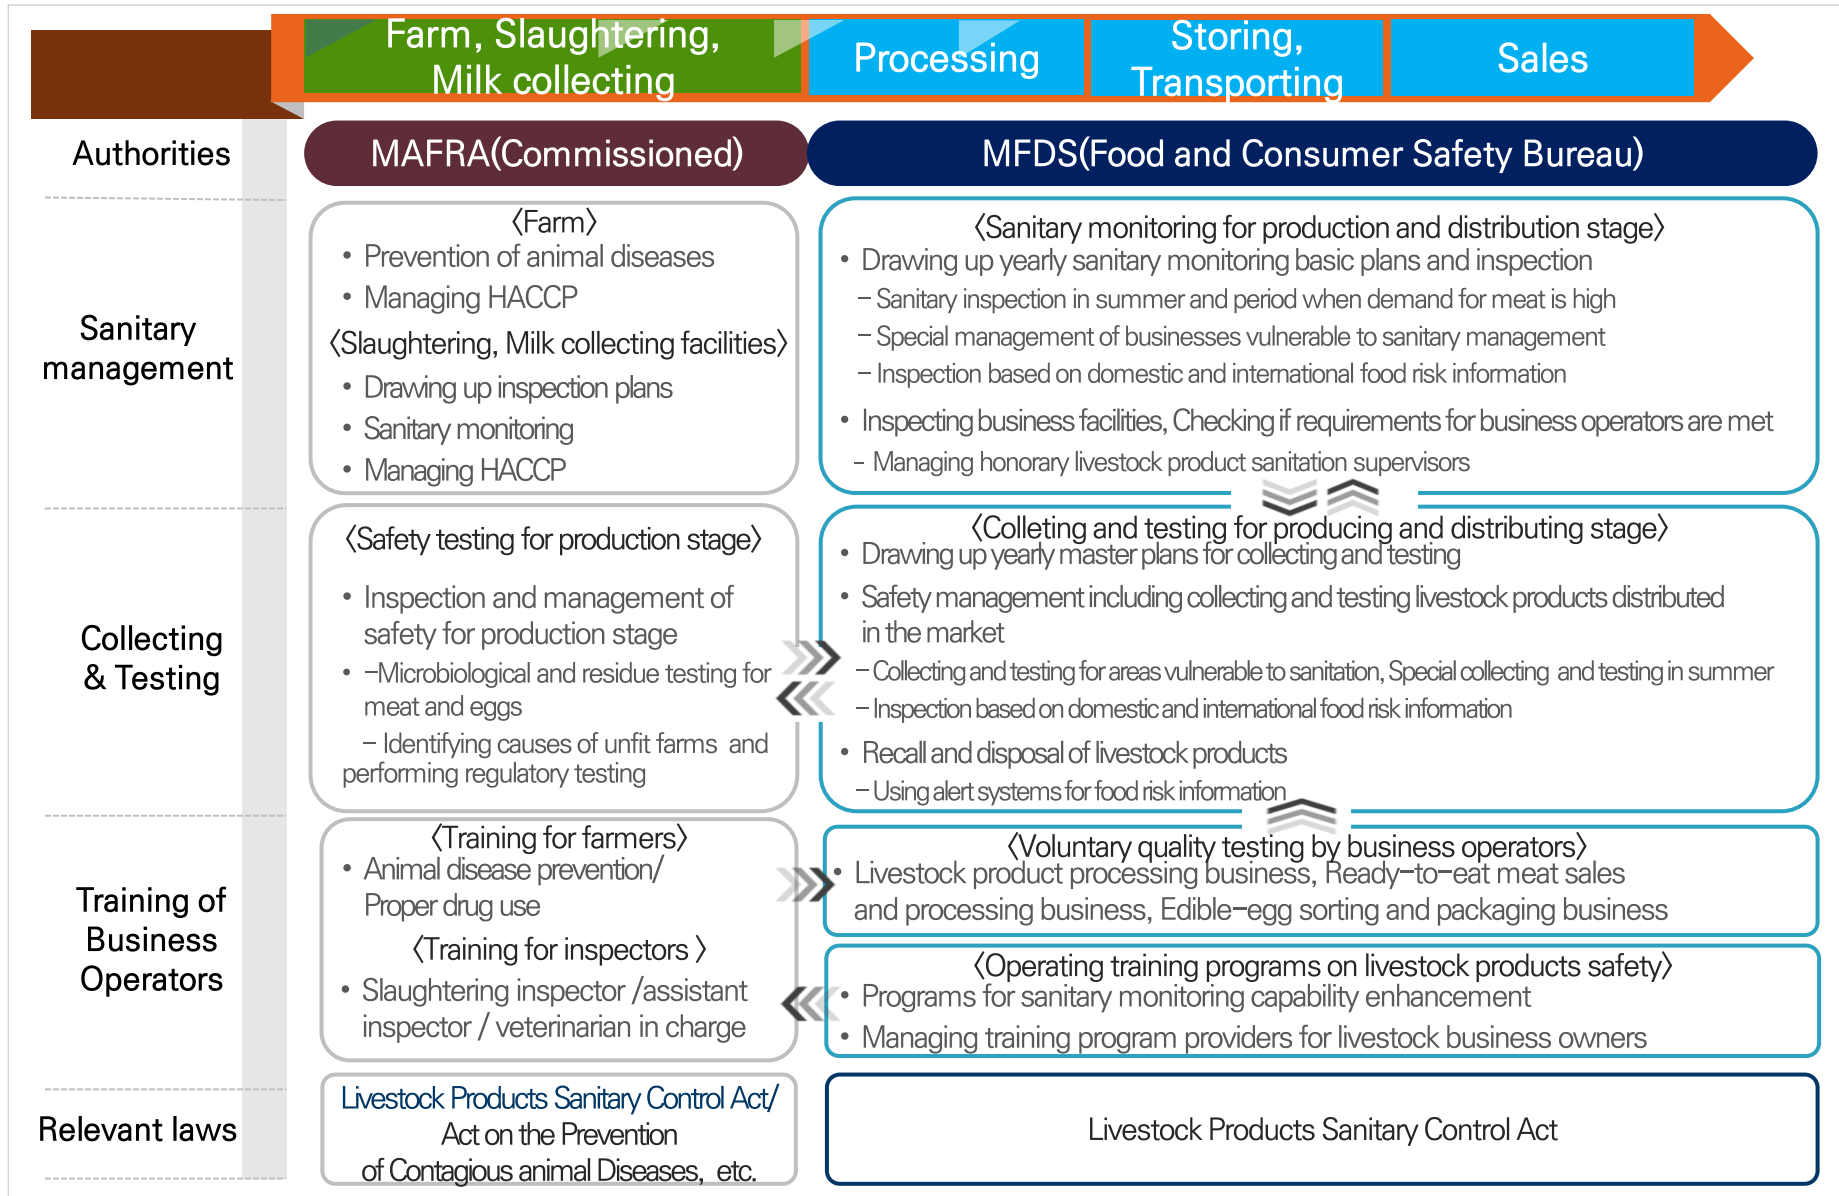 Farm, Slaughtering,
Milk collecting
Processing
Storing,
Transporting
Sales
Authorities
MAFRA(Commissioned)
MFDS(Food and Consumer Safety Bureau)
Sanitary
management
〈Farm〉
• Prevention of animal diseases
• Managing HACCP
〈Slaughtering, Milk collecting facilities〉
• Drawing up inspection plans
• Sanitary monitoring
• Managing HACCP
〈Sanitary monitoring for production and distribution stage〉
• Drawing up yearly sanitary monitoring basic plans and inspection
– Sanitary inspection in summer and period when demand for meat is high
– Special management of businesses vulnerable to sanitary management
– Inspection based on domestic and international food risk information
• Inspecting business facilities, Checking if requirements for business operators are met
– Managing honorary livestock product sanitation supervisors
Collecting
& Testing
〈Safety testing for production stage〉
• Inspection and management of
safety for production stage
• –Microbiological and residue testing for
meat and eggs
– Identifying causes of unfit farms and
performing regulatory testing
〈Colleting and testing for producing and distributing stage〉
• Drawing up yearly master plans for collecting and testing
• Safety management including collecting and testing livestock products distributed
in the market
– Collecting and testing for areas vulnerable to sanitation, Special collecting and testing in summer
– Inspection based on domestic and international food risk information
• Recall and disposal of livestock products
– Using alert systems for food risk information
Training of
Business
Operators
〈Training for farmers〉
• Animal disease prevention/
Proper drug use
〈Training for inspectors 〉
• Slaughtering inspector /assistant
inspector / veterinarian in charge
〈Voluntary quality testing by business operators〉
• Livestock product processing business, Ready–to–eat meat sales
and processing business, Edible–egg sorting and packaging business
〈Operating training programs on livestock products safety〉
• Programs for sanitary monitoring capability enhancement
• Managing training program providers for livestock business owners
Relevant laws
Livestock Products Sanitary Control Act/
Act on the Prevention
of Contagious animal Diseases, etc.
Livestock Products Sanitary Control Act